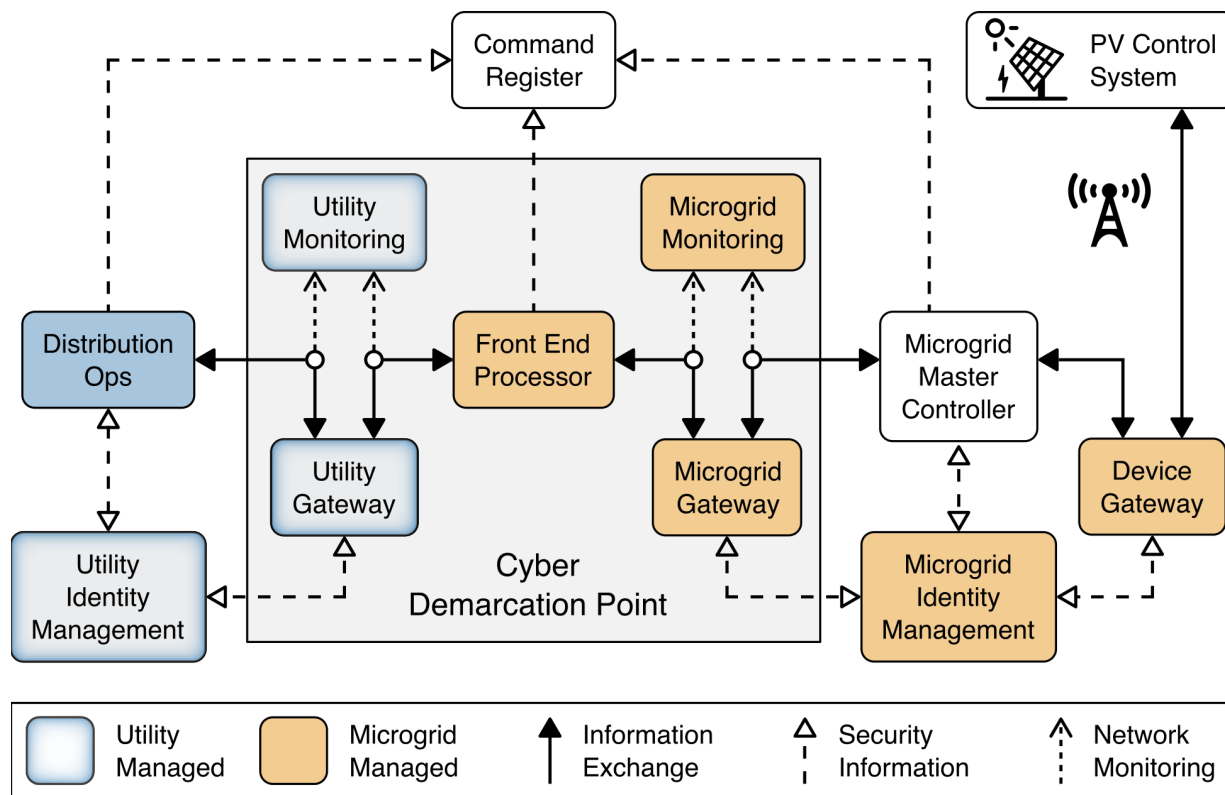 Command
Register
PV Control
System
Utility
Monitoring
Microgrid
Monitoring
Distribution
Ops
Front End
Processor
Microgrid
Master
Controller
Utility
Gateway
Microgrid
Gateway
Device
Gateway
Utility
Identity
Management
Cyber
Demarcation Point
Microgrid
Identity
Management
Utility
Managed
Microgrid
Managed
Information
Exchange
Security
Information
Network
Monitoring